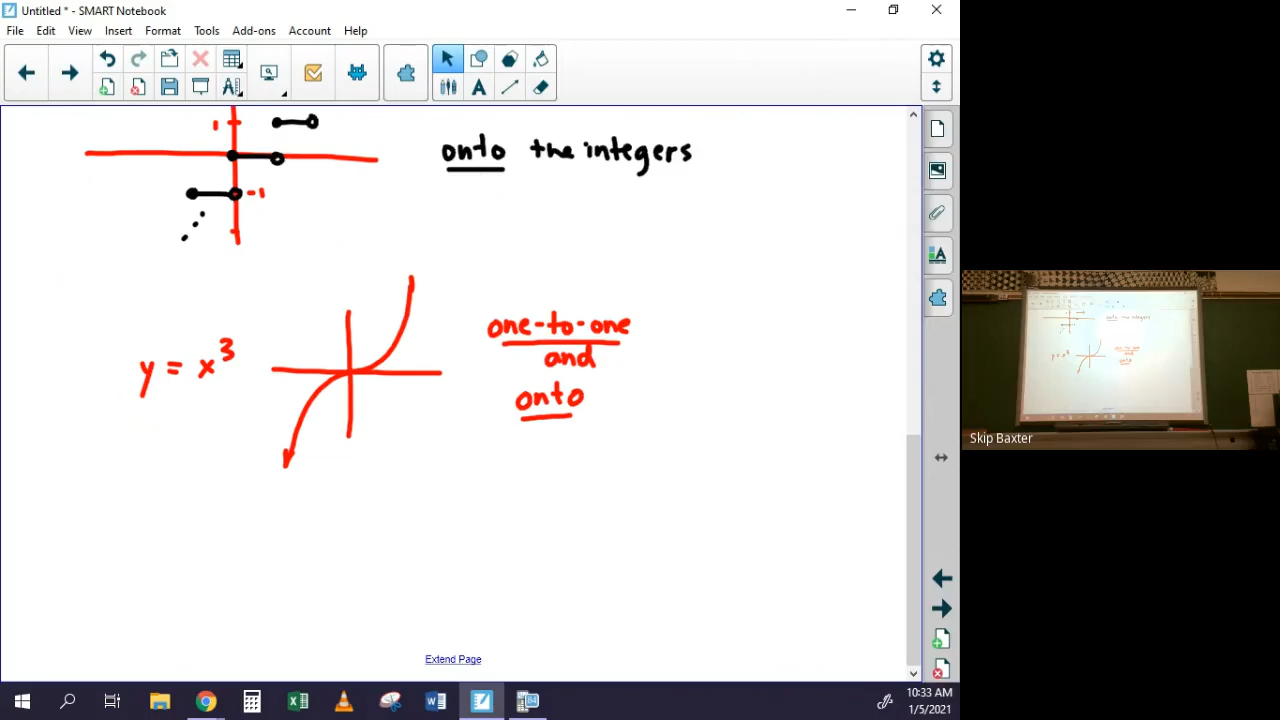 Untitled * - SMART Notebook
File Edit View Insert Format Tools Add-ons Account Help
1
onto the integers
-1
y = x³
one-to-one
and
onto
Extend Page
Skip Baxter
10:33 AM
1/5/2021